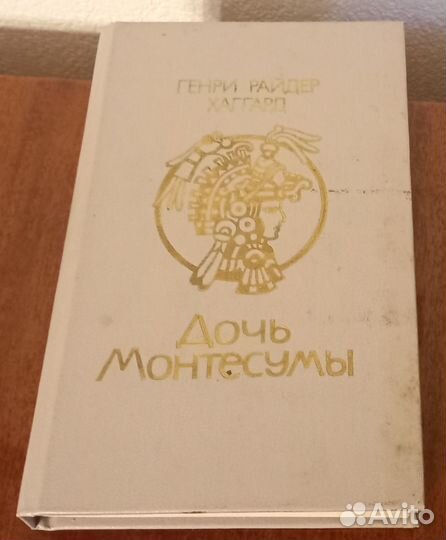 ГЕНРИ РАЙДЕР
ХАГГАРД
ДОЧЬ
МОНТЕСУМЫ
Avito